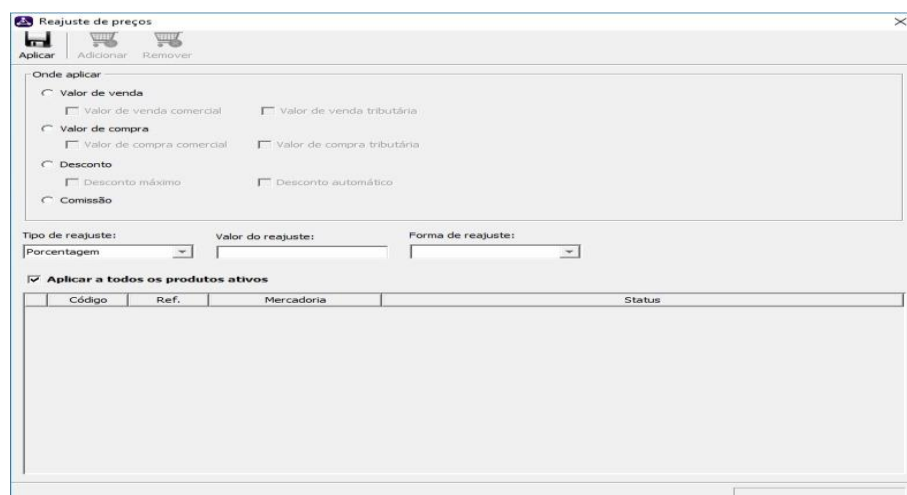 Reajuste de preços
Aplicar Adicionar Remover
Onde aplicar
Valor de venda
Valor de venda comercial Valor de venda tributária
Valor de compra
Valor de compra comercial Valor de compra tributária
Desconto
Desconto máximo Desconto automático
Comissão
Tipo de reajuste: Valor do reajuste: Forma de reajuste:
Porcentagem
Aplicar a todos os produtos ativos
Código Ref. Mercadoria Status